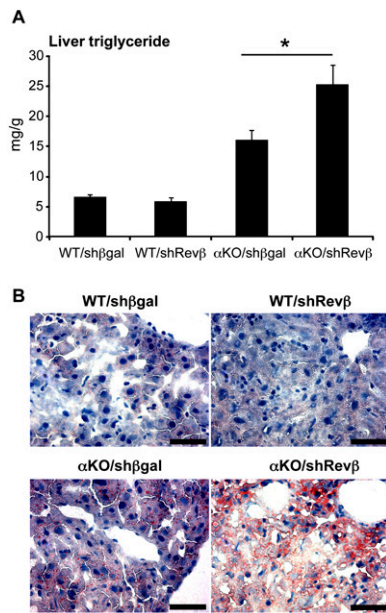 A
Liver triglyceride
*
30
25
20
15
10
5
0
mg/g
WT/shβgal WT/shRevβ αKO/shβgal αKO/shRevβ
B
WT/shβgal WT/shRevβ
αKO/shβgal αKO/shRevβ